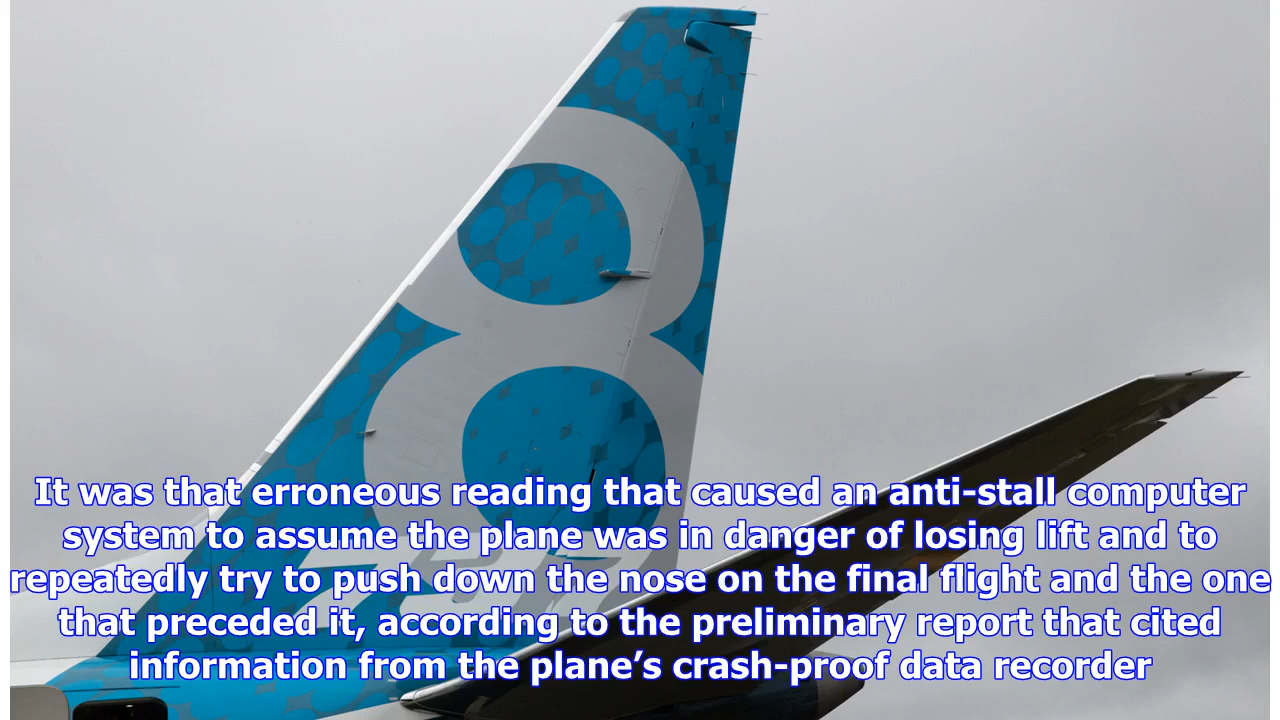 8
It was that erroneous reading that caused an anti-stall computer
system to assume the plane was in danger of losing lift and to
repeatedly try to push down the nose on the final flight and the one
that preceded it, according to the preliminary report that cited
information from the plane’s crash-proof data recorder